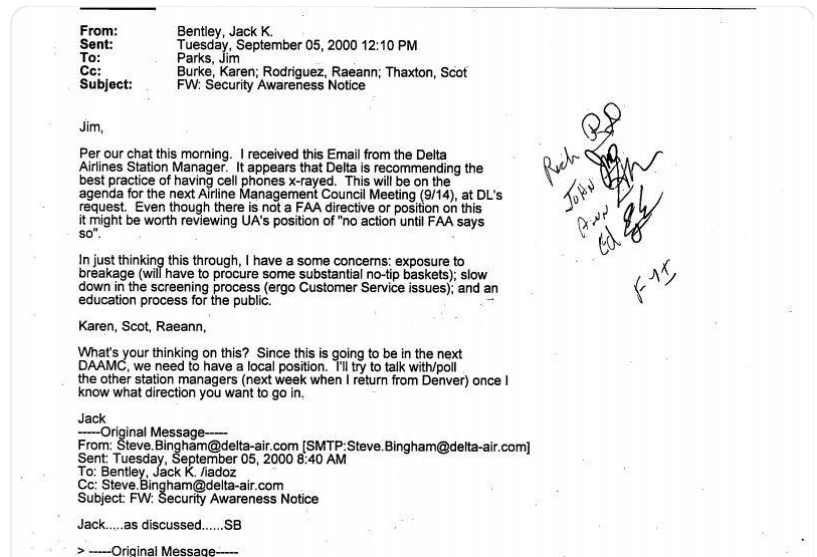 From: Bentley, Jack K.
Sent: Tuesday, September 05, 2000 12:10 PM
To: Parks, Jim
Cc: Burke, Karen; Rodriguez, Raeann; Thaxton, Scot
Subject: FW: Security Awareness Notice
Jim,
Per our chat this morning. I received this Email from the Delta
Airlines Station Manager. It appears that Delta is recommending the
best practice of having cell phones x-rayed. This will be on the
agenda for the next Airline Management Council Meeting (9/14), at DL's
request. Even though there is not a FAA directive or position on this
it might be worth reviewing UA's position of "no action until FAA says
so".
In just thinking this through, I have a some concerns: exposure to
breakage (will have to procure some substantial no-tip baskets); slow
down in the screening process (ergo Customer Service issues); and an
education process for the public.
Karen, Scot, Raeann,
What's your thinking on this? Since this is going to be in the next
DAAMC, we need to have a local position. I'll try to talk with/poll
the other station managers (next week when I return from Denver) once I
know what direction you want to go in.
Jack
-----Original Message-----
From: Steve.Bingham@delta-air.com [SMTP:Steve.Bingham@delta-air.com]
Sent: Tuesday, September 05, 2000 8:40 AM
To: Bentley, Jack K. /iadoz
Cc: Steve.Bingham@delta-air.com
Subject: FW: Security Awareness Notice
Jack.....as discussed......SB
> -----Original Message-----
Rich
JOHN
Ann
Ed
FYI